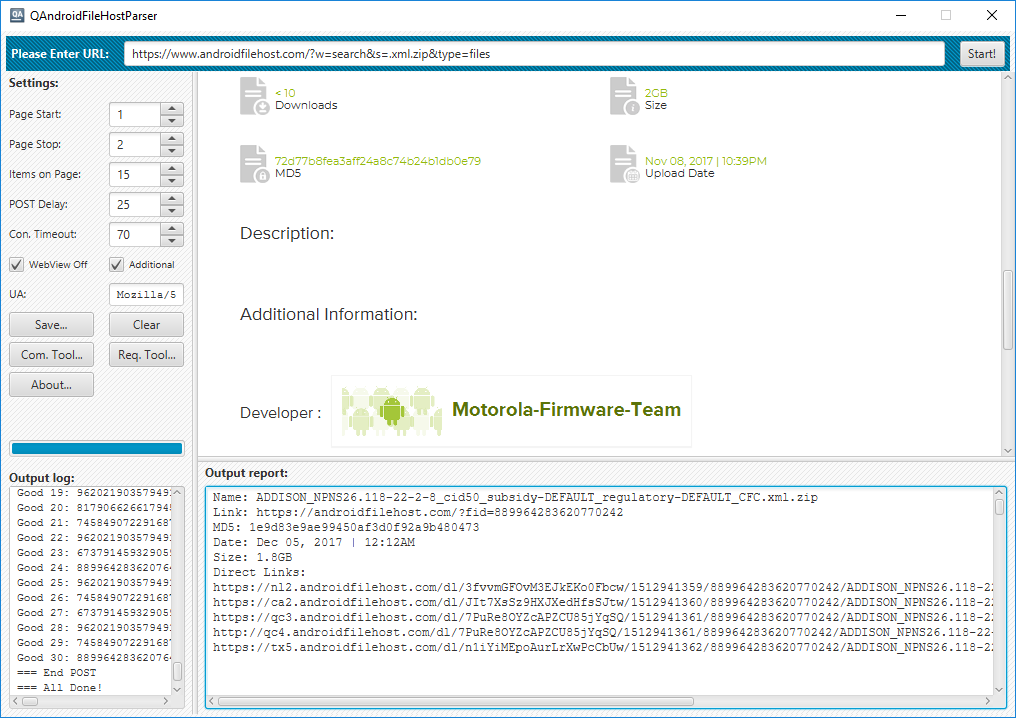 QA QAndroidFileHostParser
Please Enter URL: https://www.androidfilehost.com/?w=search&s=.xml.zip&type=files Start!
Settings:
Page Start: 1
Page Stop: 2
Items on Page: 15
POST Delay: 25
Con. Timeout: 70
WebView Off Additional
UA: Mozilla/5
Save... Clear
Com. Tool... Req. Tool...
About...
Output log:
Good 19: 96202190357949
Good 20: 81790662661794
Good 21: 74584907229168
Good 22: 96202190357949
Good 23: 67379145932905
Good 24: 88996428362076
Good 25: 96202190357949
Good 26: 96202190357949
Good 27: 67379145932905
Good 28: 96202190357949
Good 29: 74584907229168
Good 30: 88996428362076
=== End POST
=== All Done!
< 10
Downloads
2GB
Size
72d77b8fea3aff24a8c74b24b1db0e79
MD5
Nov 08, 2017 | 10:39PM
Upload Date
Description:
Additional Information:
Developer : Motorola-Firmware-Team
Output report:
Name: ADDISON_NPNS26.118-22-2-8_cid50_subsidy-DEFAULT_regulatory-DEFAULT_CFC.xml.zip
Link: https://androidfilehost.com/?fid=889964283620770242
MD5: 1e9d83e9ae99450af3d0f92a9b480473
Date: Dec 05, 2017 | 12:12AM
Size: 1.8GB
Direct Links:
https://nl2.androidfilehost.com/dl/3fvvmGFOvM3EJkEKo0Fbcw/1512941359/889964283620770242/ADDISON_NPNS26.118-22
https://ca2.androidfilehost.com/dl/JIt7XsSz9HXJXedHfsSJtw/1512941360/889964283620770242/ADDISON_NPNS26.118-22
https://qc3.androidfilehost.com/dl/7PuRe8OYZcAPZCU85jYqSQ/1512941361/889964283620770242/ADDISON_NPNS26.118-22
http://qc4.androidfilehost.com/dl/7PuRe8OYZcAPZCU85jYqSQ/1512941361/889964283620770242/ADDISON_NPNS26.118-22-
https://tx5.androidfilehost.com/dl/n1iYiMEpoAurLrXwPcCbUw/1512941362/889964283620770242/ADDISON_NPNS26.118-22